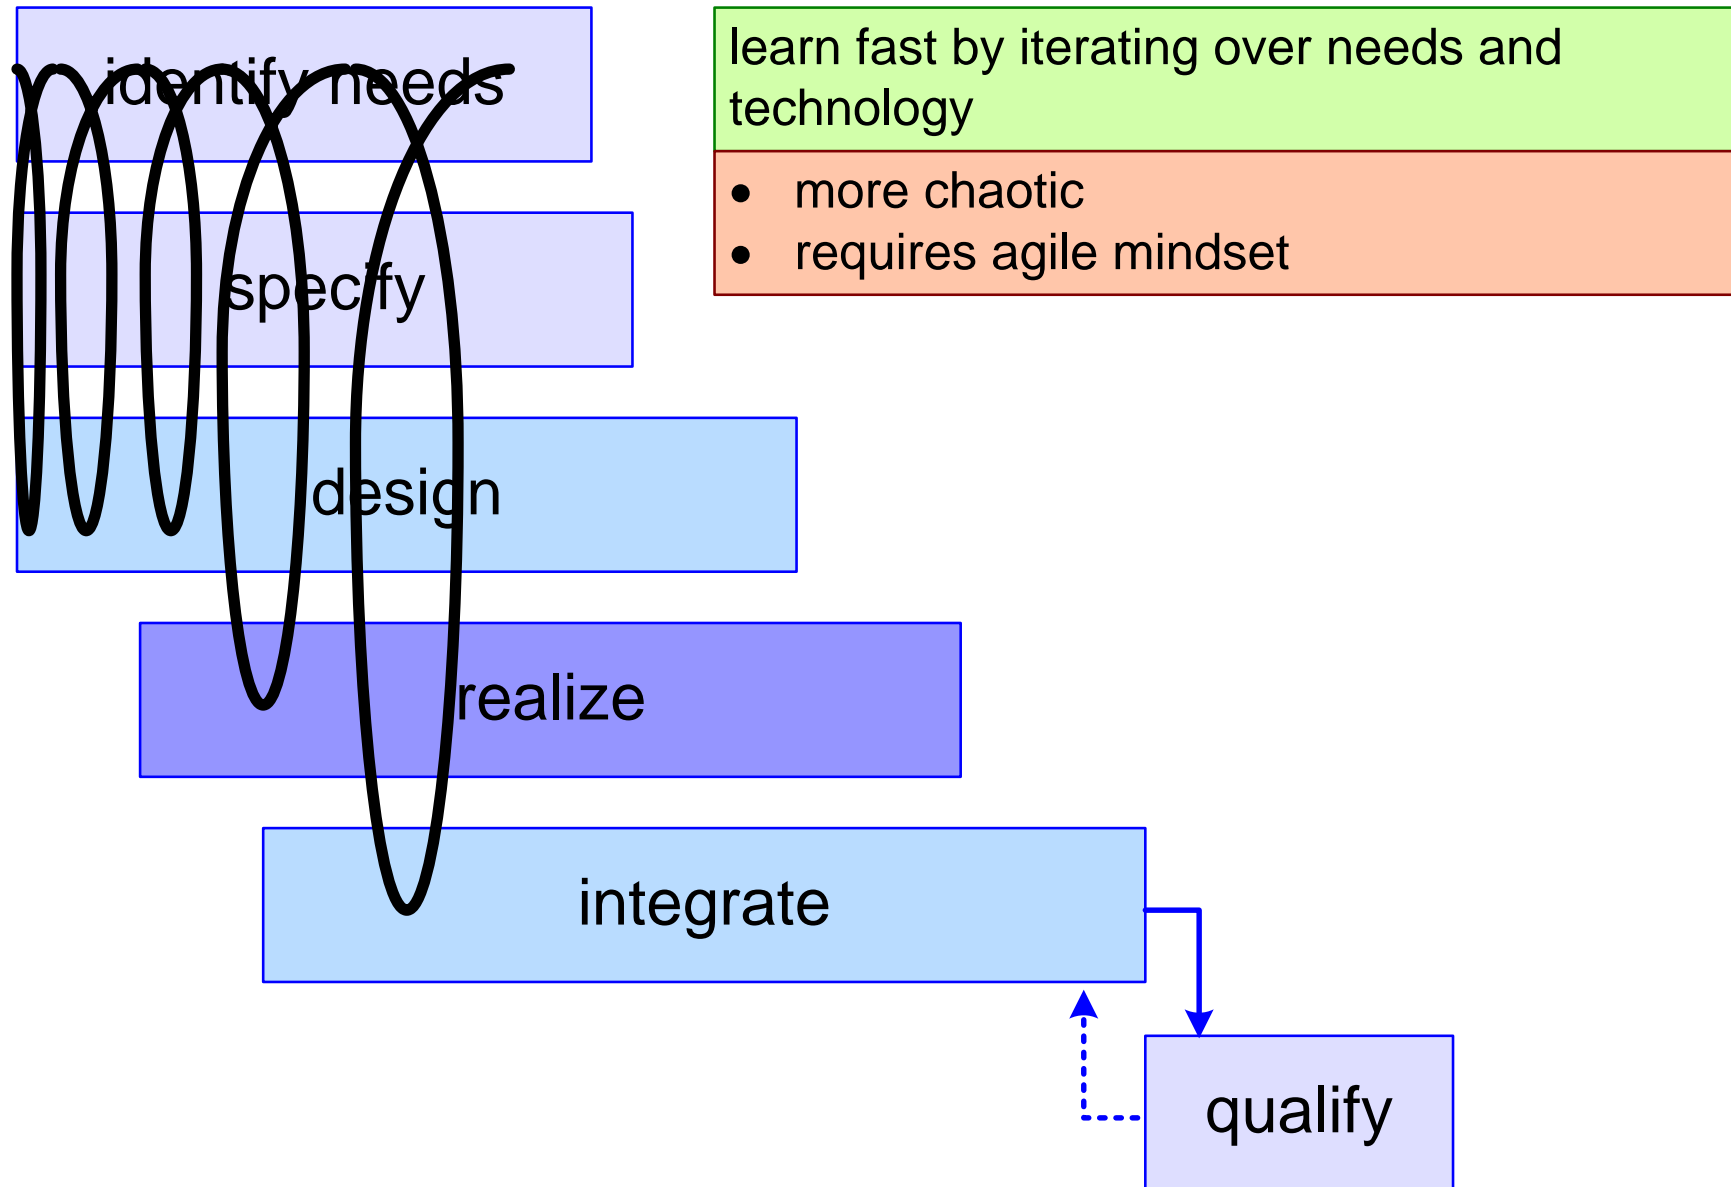 identify needs
learn fast by iterating over needs and
technology
• more chaotic
• requires agile mindset
specify
design
realize
integrate
qualify